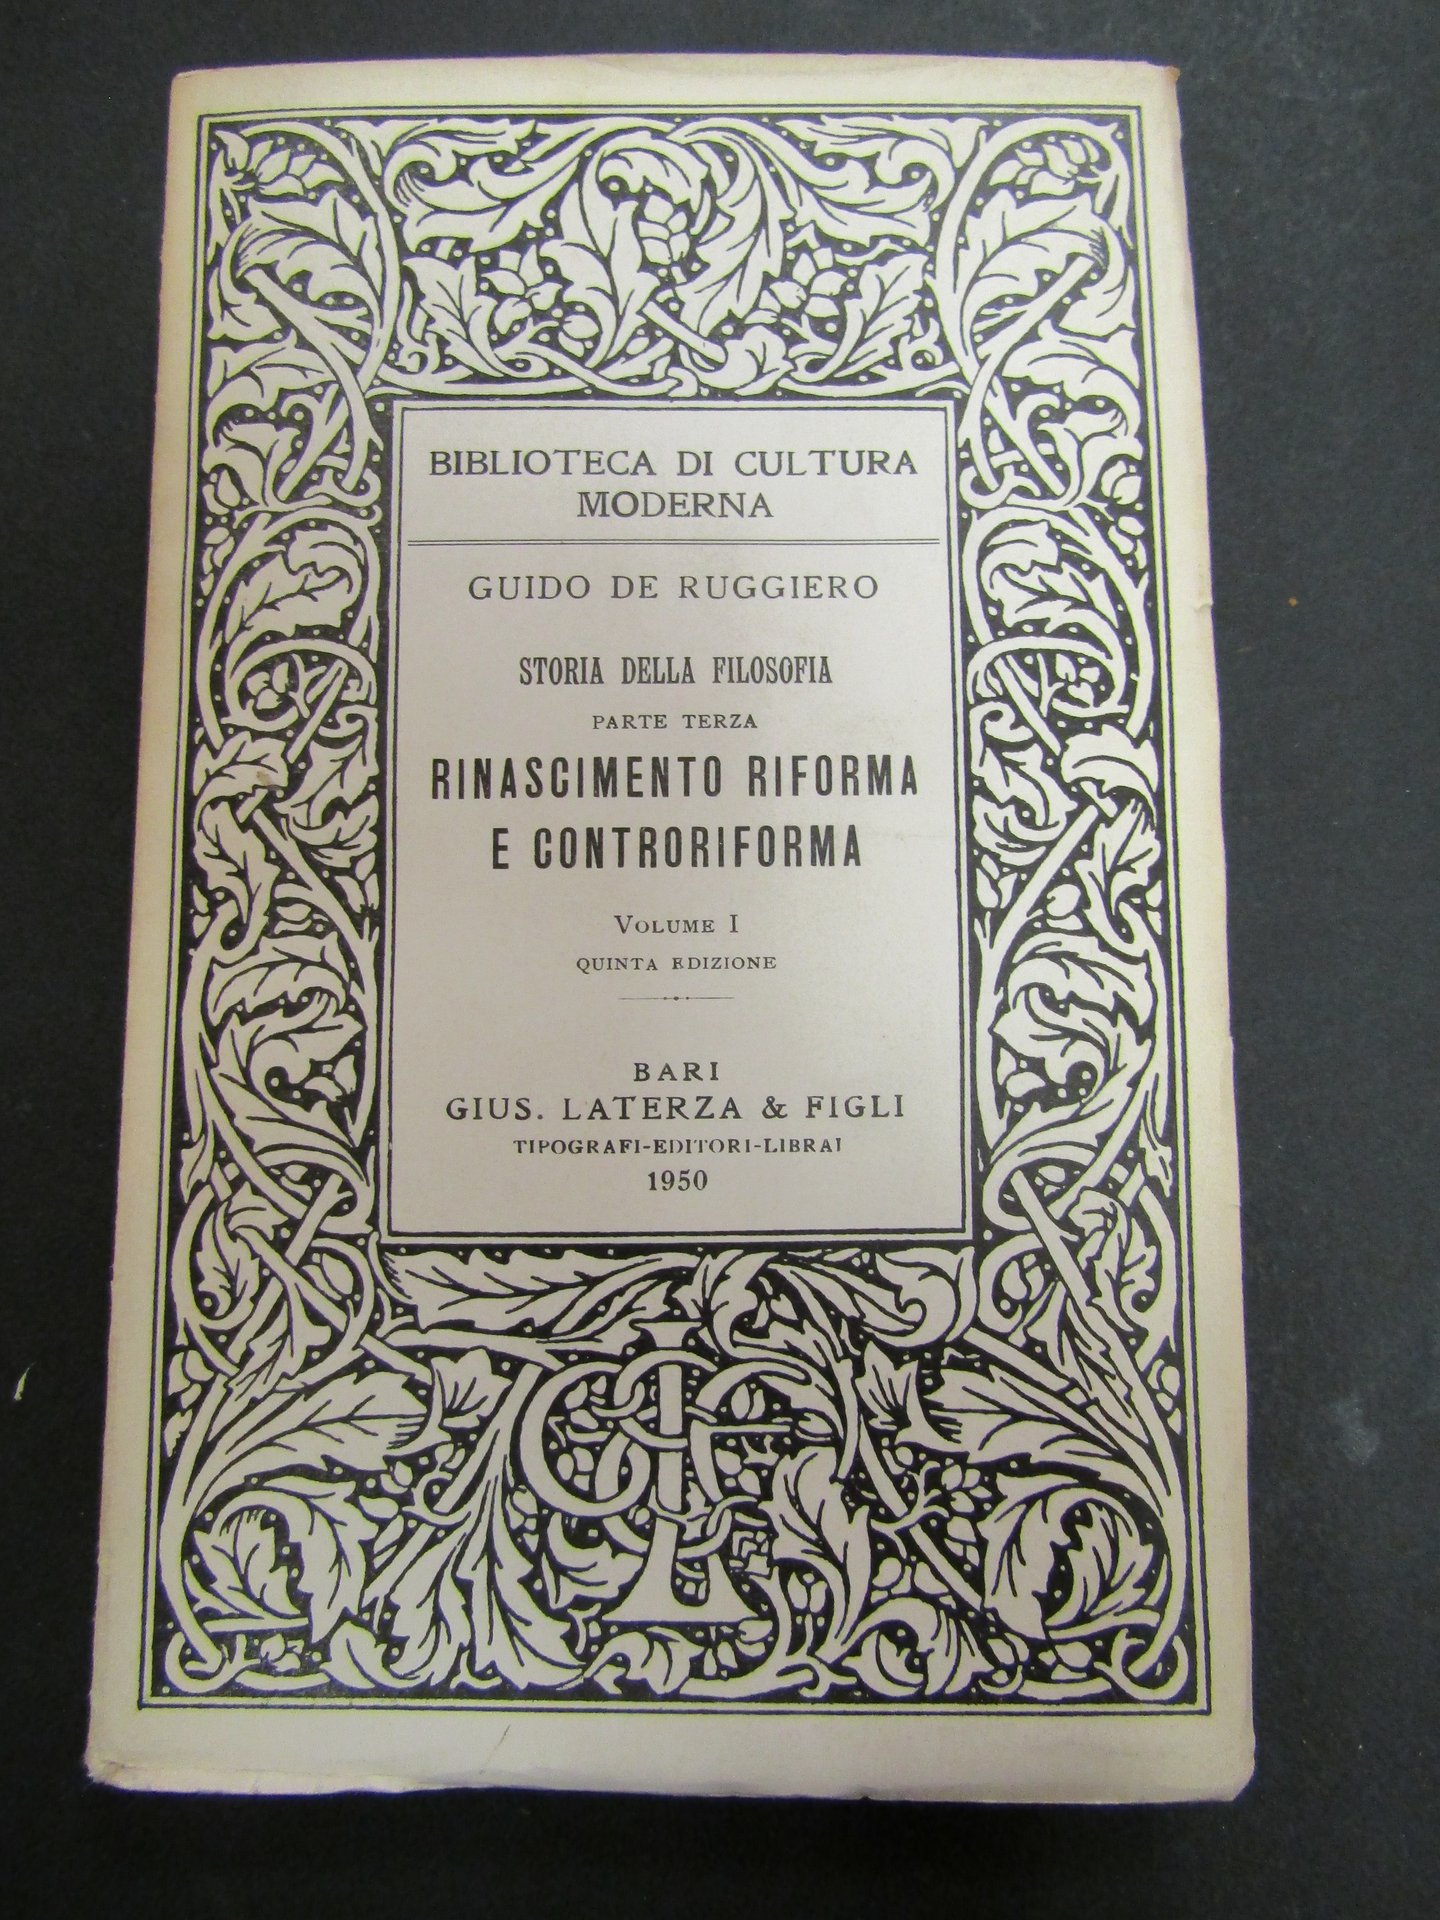 BIBLIOTECA DI CULTURA
MODERNA
GUIDO DE RUGGIERO
STORIA DELLA FILOSOFIA
PARTE TERZA
RINASCIMENTO RIFORMA
E CONTRORIFORMA
VOLUME I
QUINTA EDIZIONE
BARI
GIUS. LATERZA & FIGLI
TIPOGRAFI-EDITORI-LIBRAI
1950